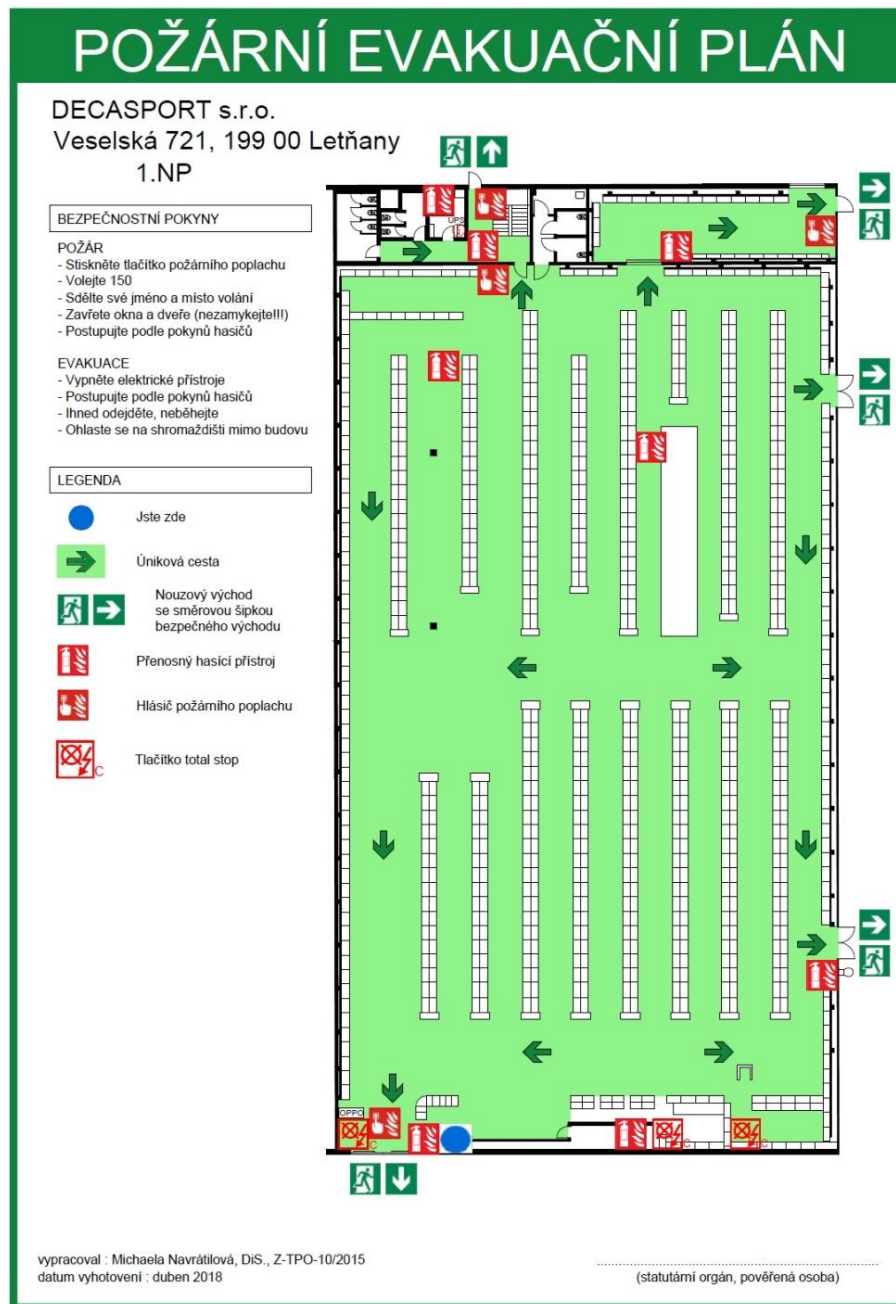 POŽÁRNÍ EVAKUAČNÍ PLÁN
DECASPORT s.r.o.
Veselská 721, 199 00 Letňany
1.NP
BEZPEČNOSTNÍ POKYNY
POŽÁR
- Stiskněte tlačítko požárního poplachu
- Volejte 150
- Sdělte své jméno a místo volání
- Zavřete okna a dveře (nezamykejte!!!)
- Postupujte podle pokynů hasičů
EVAKUACE
- Vypněte elektrické přístroje
- Postupujte podle pokynů hasičů
- Ihned odejděte, neběhejte
- Ohlaste se na shromaždišti mimo budovu
LEGENDA
Jste zde
Úniková cesta
Nouzový východ
se směrovou šipkou
bezpečného východu
Přenosný hasící přístroj
Hlásič požárního poplachu
Tlačítko total stop
C
UPS
OPPO
C
C
C
vypracoval : Michaela Navrátilová, DiS., Z-TPO-10/2015
datum vyhotovení : duben 2018
(statutární orgán, pověřená osoba)